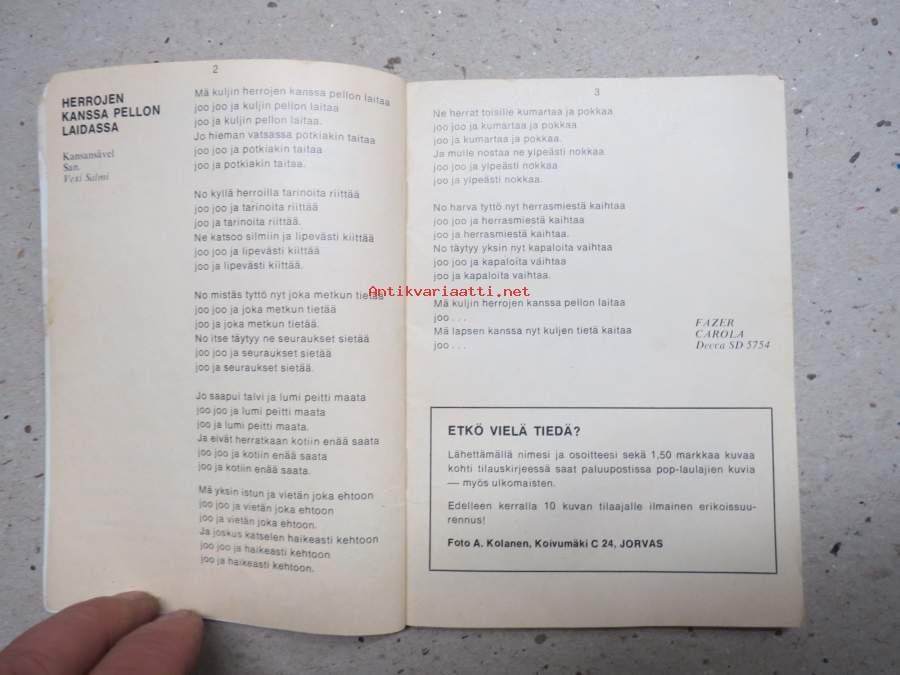 2
HERROJEN
KANSSA PELLON
LAIDASSA
Kansansävel
San.
Vexi Salmi
Mä kuljin herrojen kanssa pellon laitaa
joo joo ja kuljin pellon laitaa
joo ja kuljin pellon laitaa.
Jo hieman vatsassa potkiakin taitaa
joo joo ja potkiakin taitaa
joo ja potkiakin taitaa.
No kyllä herroilla tarinoita riittää
joo joo ja tarinoita riittää
joo ja tarinoita riittää.
Ne katsoo silmiin ja lipevästi kiittää
joo joo ja lipevästi kiittää
joo ja lipevästi kiittää.
No mistäs tyttö nyt joka metkun tietää
joo joo ja joka metkun tietää
joo ja joka metkun tietää.
No itse täytyy ne seuraukset sietää
joo joo ja seuraukset sietää
joo ja seuraukset sietää.
Jo saapui talvi ja lumi peitti maata
joo joo ja lumi peitti maata
joo ja lumi peitti maata.
Ja eivät herratkaan kotiin enää saata
joo joo ja kotiin enää saata
joo ja kotiin enää saata.
Mä yksin istun ja vietän joka ehtoon
joo joo ja vietän joka ehtoon
joo ja vietän joka ehtoon.
Ja joskus katselen haikeasti kehtoon
joo joo ja haikeasti kehtoon
joo ja haikeasti kehtoon.
3
Ne herrat toisille kumartaa ja pokkaa
joo joo ja kumartaa ja pokkaa
joo ja kumartaa ja pokkaa.
Ja mulle nostaa ne ylpeästi nokkaa
joo joo ja ylpeästi nokkaa
joo ja ylpeästi nokkaa.
No harva tyttö nyt herrasmiestä kaihtaa
joo joo ja herrasmiestä kaihtaa
joo ja herrasmiestä kaihtaa.
No täytyy yksin nyt kapaloita vaihtaa
joo joo ja kapaloita vaihtaa
joo ja kapaloita vaihtaa.
Mä kuljin herrojen kanssa pellon laitaa
joo . . .
Mä lapsen kanssa nyt kuljen tietä kaitaa
joo . . .
FAZER
CAROLA
Decca SD 5754
ETKÖ VIELÄ TIEDÄ?
Lähettämällä nimesi ja osoitteesi sekä 1,50 markkaa kuvaa
kohti tilauskirjeessä saat paluupostissa pop-laulajien kuvia
— myös ulkomaisten.
Edelleen kerralla 10 kuvan tilaajalle ilmainen erikoissuu-
rennus!
Foto A. Kolanen, Koivumäki C 24, JORVAS
Antikvariaatti.net